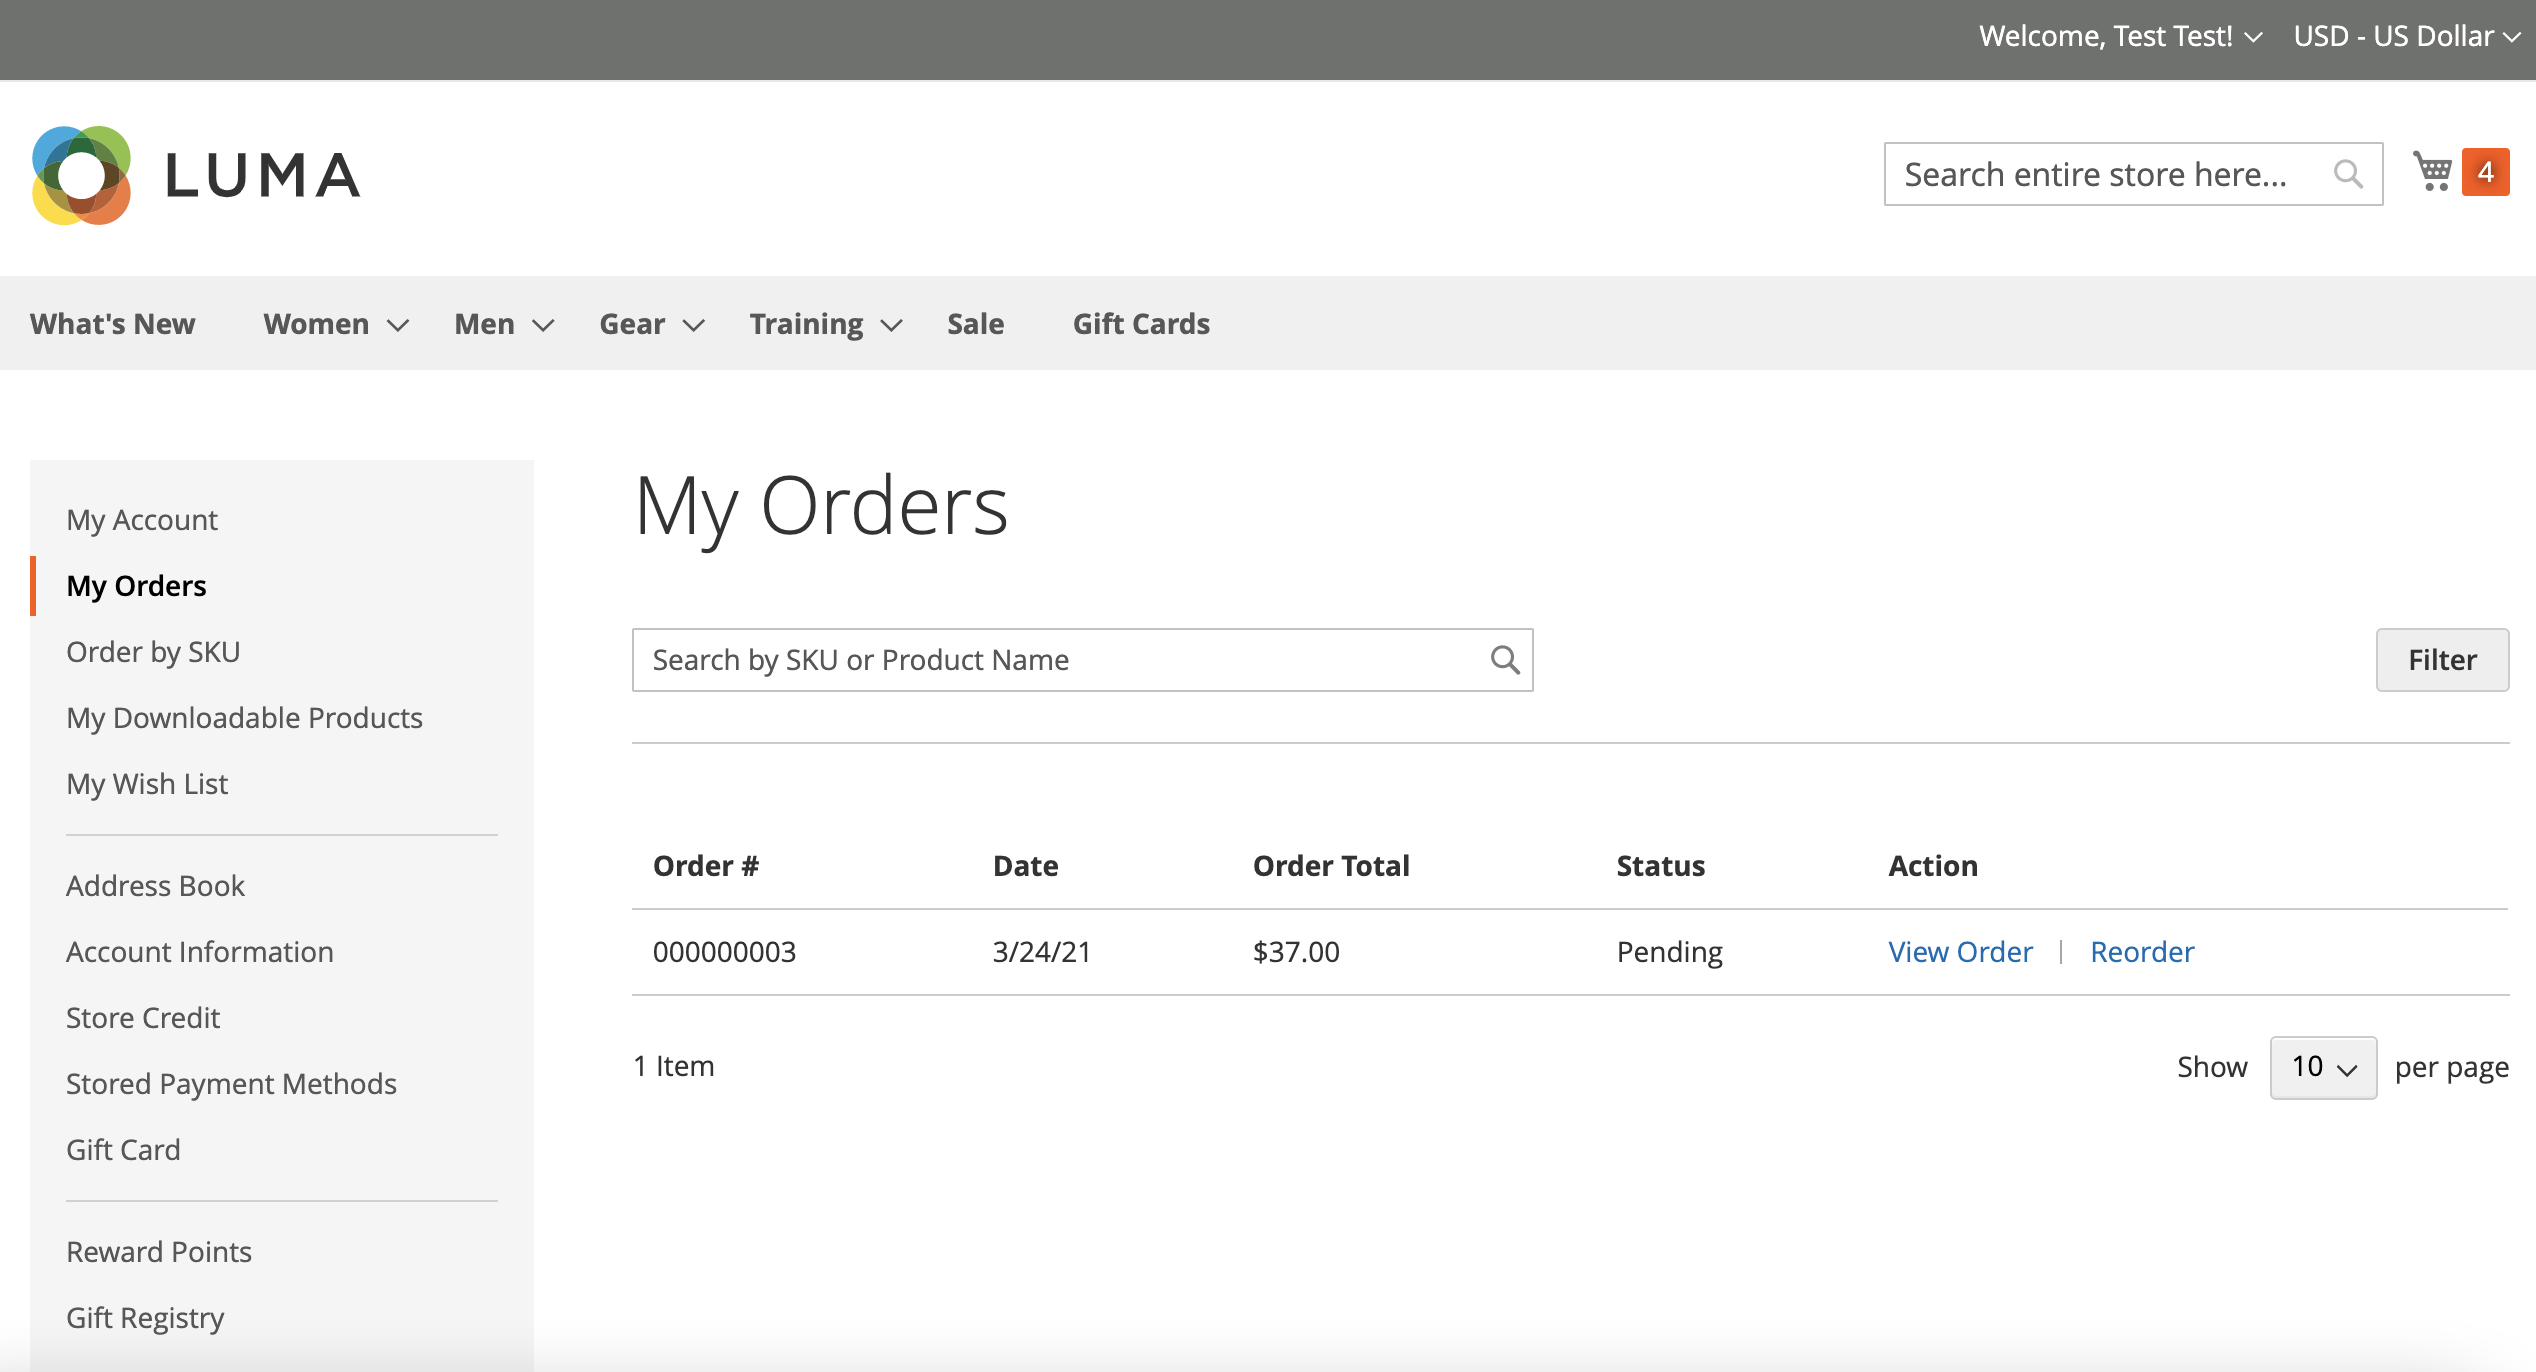 Welcome, Test Test! USD - US Dollar
LUMA
Search entire store here... 4
What's New Women Men Gear Training Sale Gift Cards
My Account
My Orders
Order by SKU
My Downloadable Products
My Wish List
Address Book
Account Information
Store Credit
Stored Payment Methods
Gift Card
Reward Points
Gift Registry
My Orders
Search by SKU or Product Name Filter
Order # Date Order Total Status Action
000000003 3/24/21 $37.00 Pending View Order | Reorder
1 Item Show 10 per page